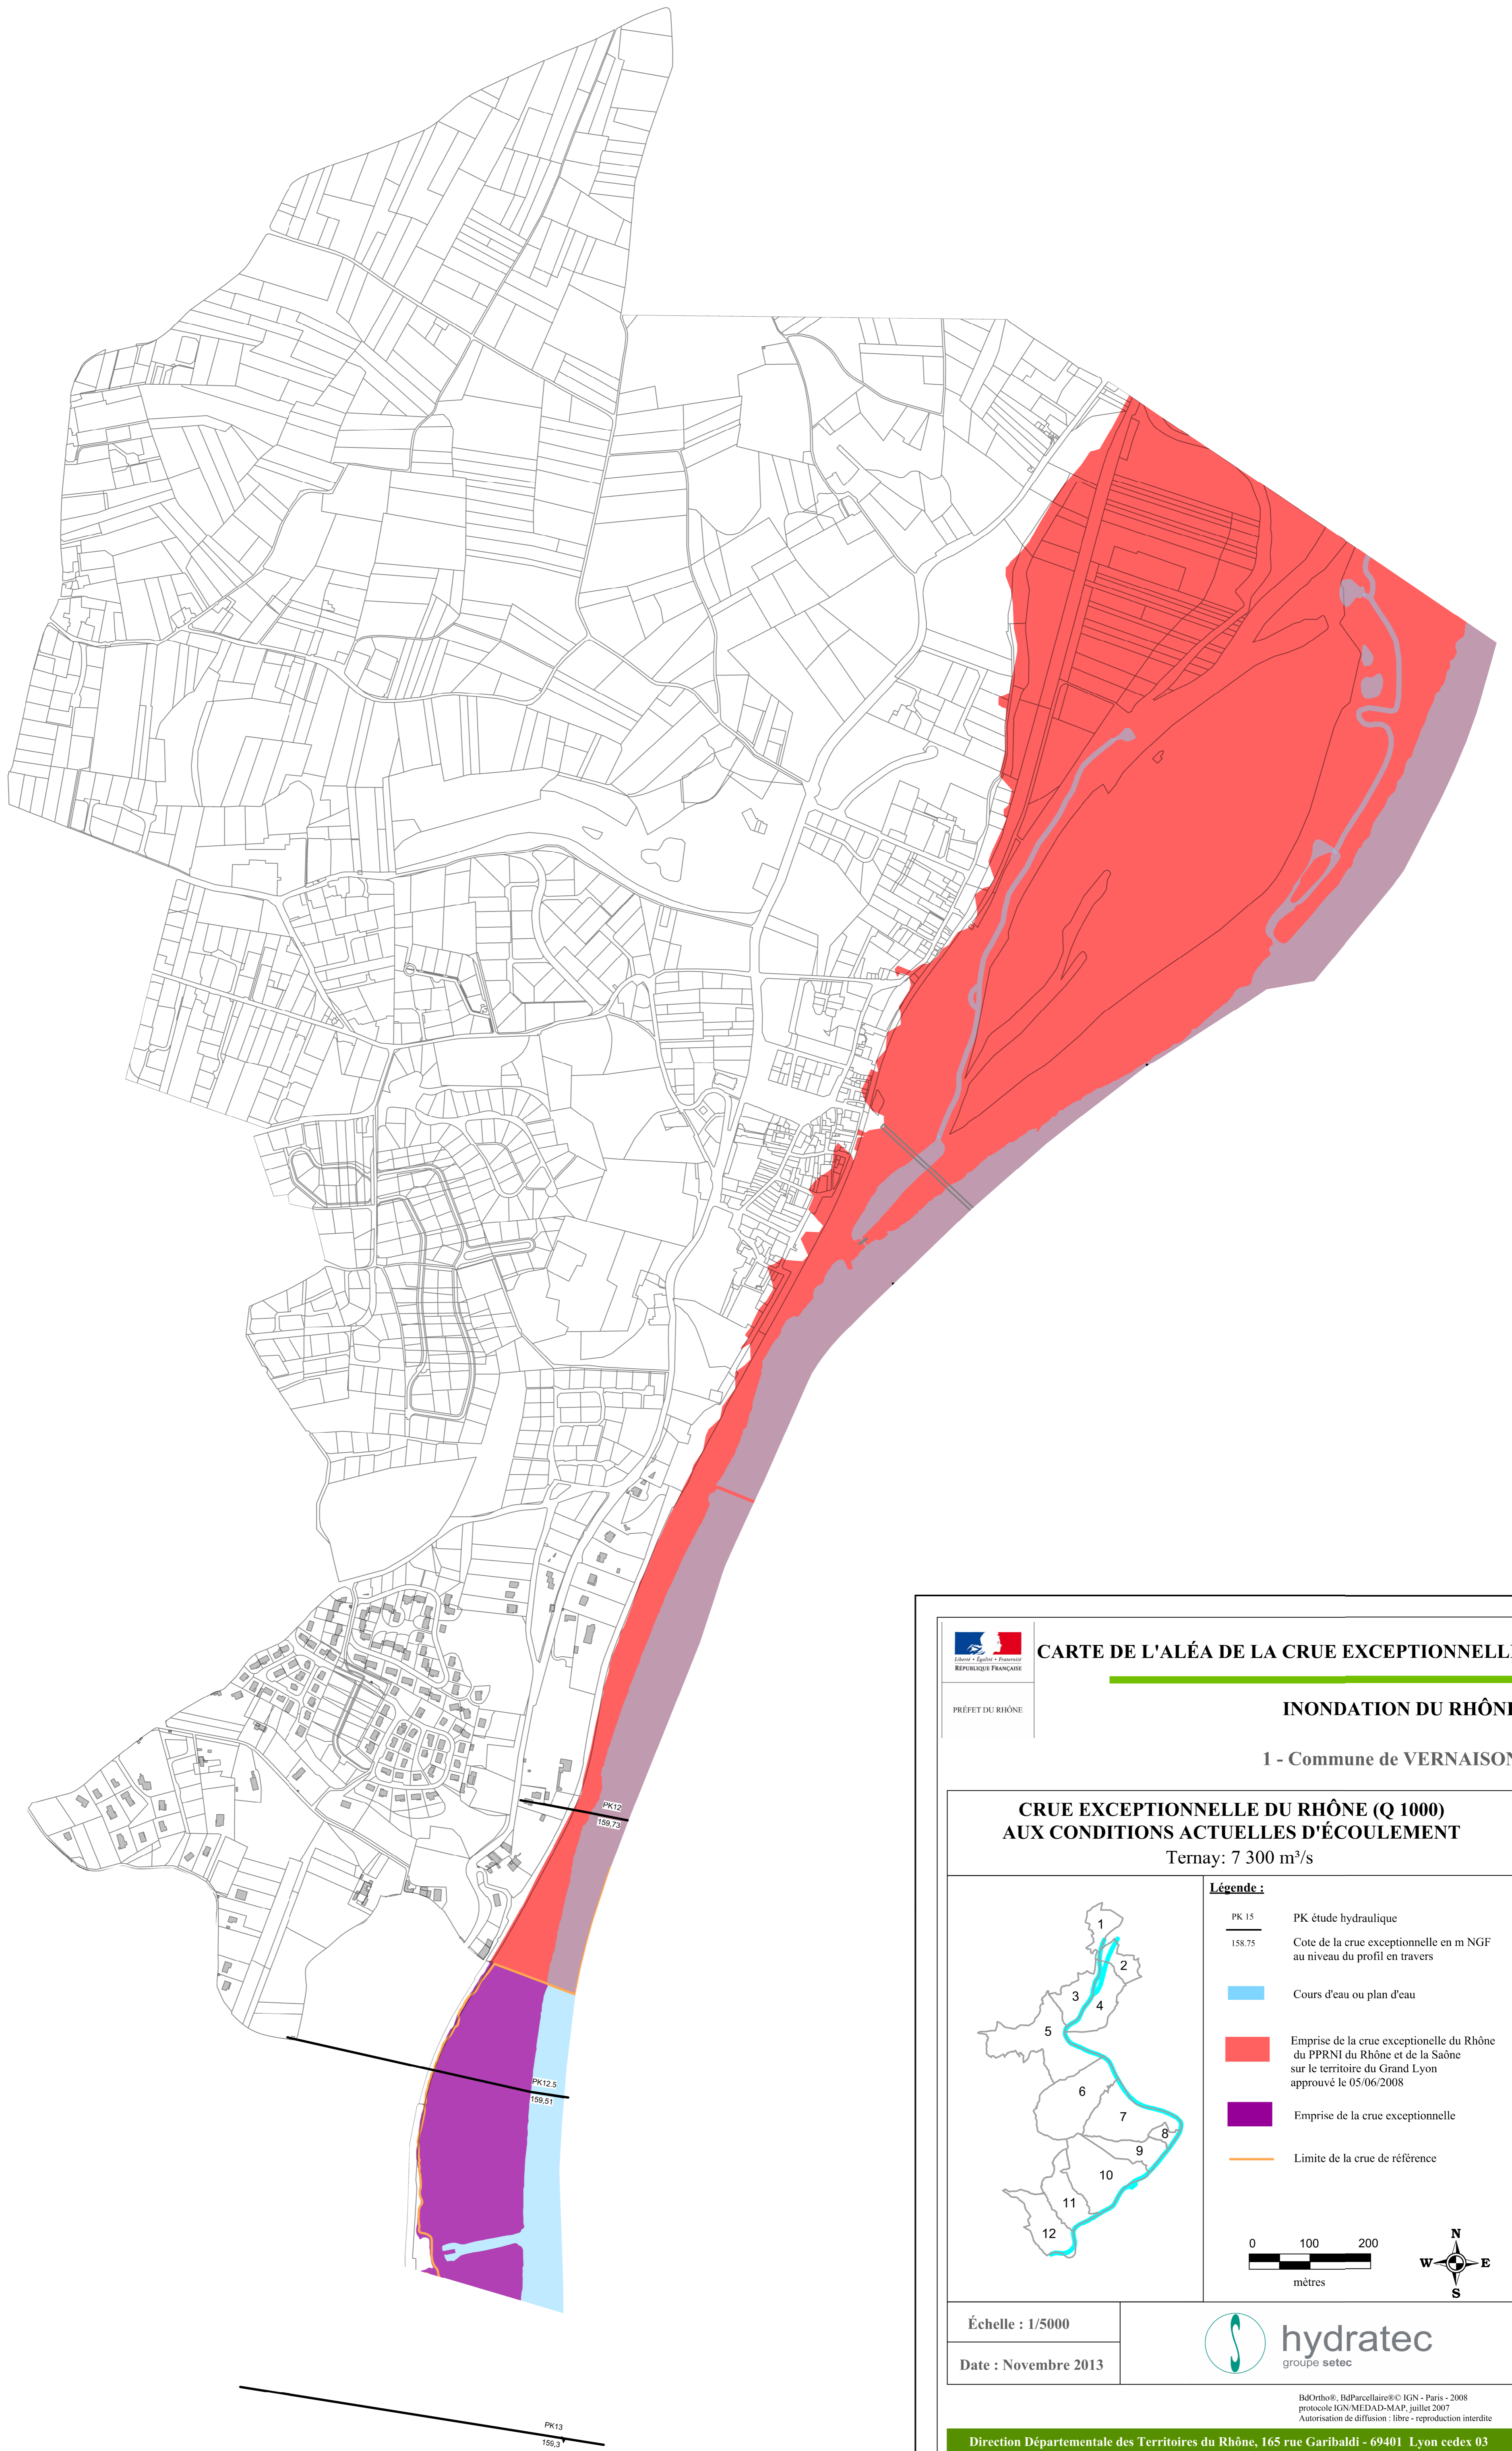 PK12
159,73
PK12.5
159,51
PK13
159,3
Liberté • Égalité • Fraternité
RÉPUBLIQUE FRANÇAISE
PRÉFET DU RHÔNE
CARTE DE L'ALÉA DE LA CRUE EXCEPTIONNELL
INONDATION DU RHÔN
1 - Commune de VERNAISON
CRUE EXCEPTIONNELLE DU RHÔNE (Q 1000)
AUX CONDITIONS ACTUELLES D'ÉCOULEMENT
Ternay: 7 300 m³/s
1
2
3
4
5
6
7
8
9
10
11
12
Légende :
PK 15
PK étude hydraulique
158.75
Cote de la crue exceptionnelle en m NGF
au niveau du profil en travers
Cours d'eau ou plan d'eau
Emprise de la crue exceptionelle du Rhône
du PPRNI du Rhône et de la Saône
sur le territoire du Grand Lyon
approuvé le 05/06/2008
Emprise de la crue exceptionnelle
Limite de la crue de référence
0 100 200
mètres
N
W E
S
Échelle : 1/5000
Date : Novembre 2013
hydratec
groupe setec
BdOrtho®, BdParcellaire®© IGN - Paris - 2008
protocole IGN/MEDAD-MAP, juillet 2007
Autorisation de diffusion : libre - reproduction interdite
Direction Départementale des Territoires du Rhône, 165 rue Garibaldi - 69401 Lyon cedex 03